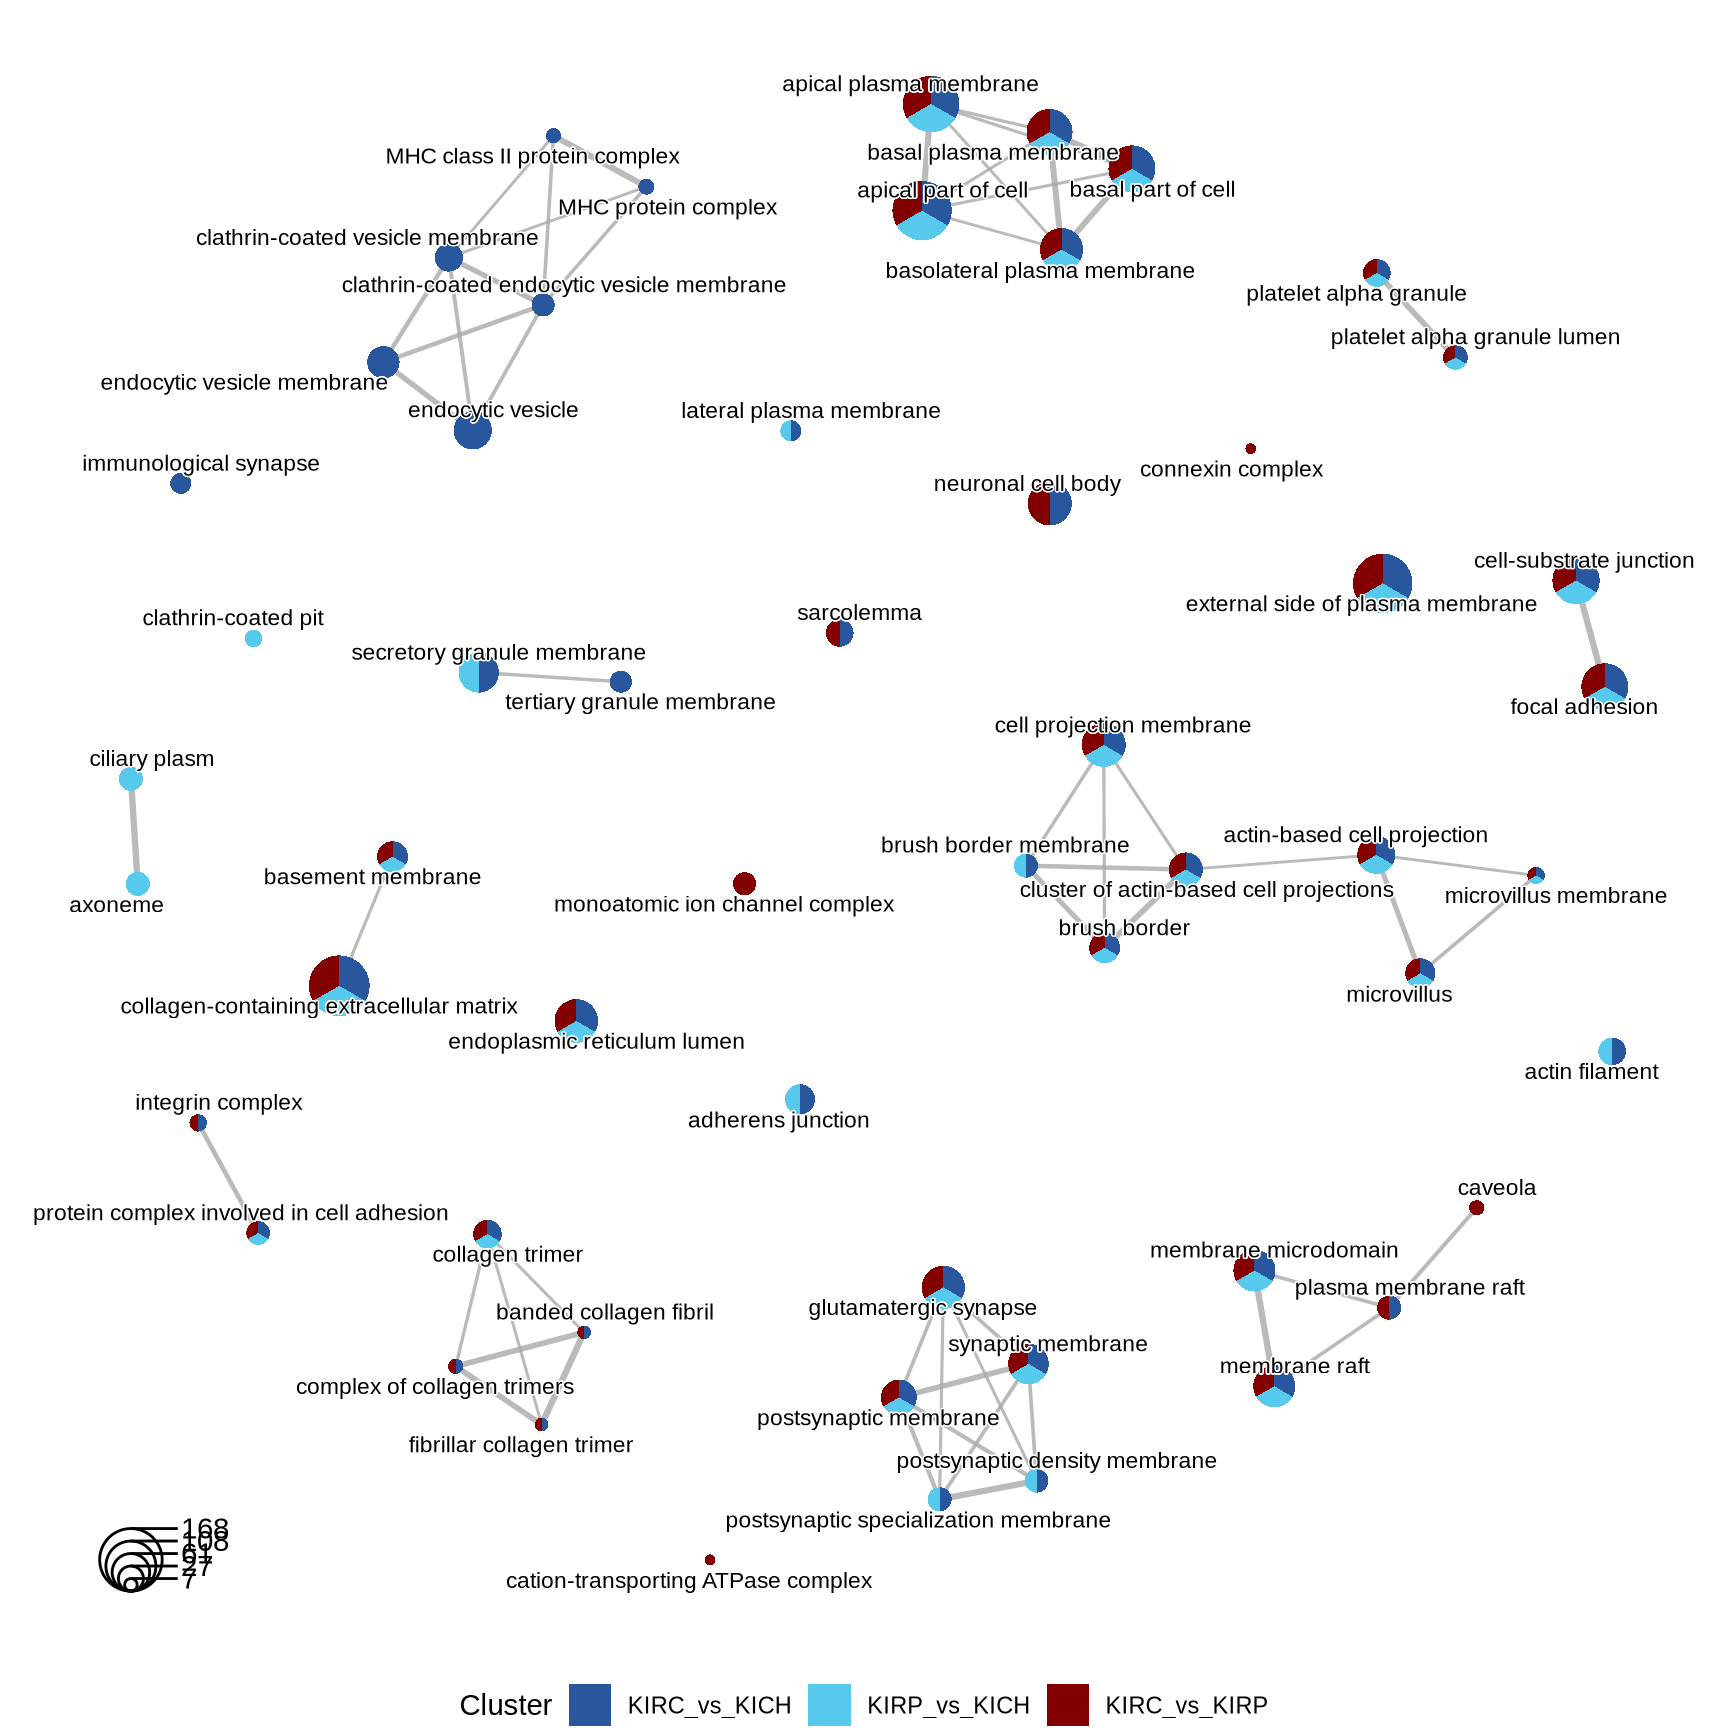 apical plasma membrane
MHC class II protein complex
basal plasma membrane
MHC protein complex
apical part of cell
basal part of cell
clathrin-coated vesicle membrane
basolateral plasma membrane
clathrin-coated endocytic vesicle membrane
platelet alpha granule
platelet alpha granule lumen
endocytic vesicle membrane
endocytic vesicle
lateral plasma membrane
immunological synapse
connexin complex
neuronal cell body
cell-substrate junction
external side of plasma membrane
clathrin-coated pit
sarcolemma
secretory granule membrane
tertiary granule membrane
focal adhesion
cell projection membrane
ciliary plasm
actin-based cell projection
brush border membrane
basement membrane
cluster of actin-based cell projections
microvillus membrane
axoneme
monoatomic ion channel complex
brush border
microvillus
collagen-containing extracellular matrix
endoplasmic reticulum lumen
actin filament
integrin complex
adherens junction
caveola
protein complex involved in cell adhesion
collagen trimer
membrane microdomain
plasma membrane raft
banded collagen fibril
glutamatergic synapse
synaptic membrane
membrane raft
complex of collagen trimers
postsynaptic membrane
fibrillar collagen trimer
postsynaptic density membrane
postsynaptic specialization membrane
168
108
61
27
7
cation-transporting ATPase complex
Cluster KIRC_vs_KICH KIRP_vs_KICH KIRC_vs_KIRP